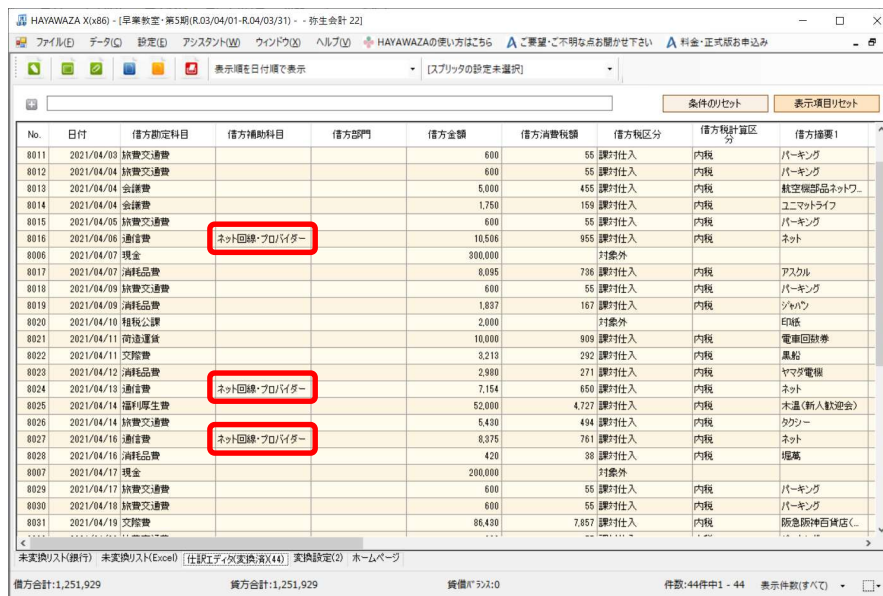 HAYAWAZA X(x86) - [早業教室・第5期(R.03/04/01-R.04/03/31) - - 弥生会計 22]
ファイル(F) データ(C) 設定(E) アシスタント(W) ウィンドウ(X) ヘルプ(V) HAYAWAZAの使い方はこちら ご要望・ご不明な点お聞かせ下さい 料金・正式版お申込み
表示順を日付順で表示 [スプリッタの設定未選択]
条件のリセット 表示項目リセット
No. 日付 借方勘定科目 借方補助科目 借方部門 借方金額 借方消費税額 借方税区分 借方税計算区分 借方摘要1
8011 2021/04/03 旅費交通費 600 55 課対仕入 内税 パーキング
8012 2021/04/04 旅費交通費 600 55 課対仕入 内税 パーキング
8013 2021/04/04 会議費 5,000 455 課対仕入 内税 航空機部品ネットワ...
8014 2021/04/04 会議費 1,750 159 課対仕入 内税 ユニマットライフ
8015 2021/04/05 旅費交通費 600 55 課対仕入 内税 パーキング
8016 2021/04/06 通信費 ネット回線・プロバイダー 10,506 955 課対仕入 内税 ネット
8006 2021/04/07 現金 300,000 対象外
8017 2021/04/07 消耗品費 8,095 736 課対仕入 内税 アスクル
8018 2021/04/09 旅費交通費 600 55 課対仕入 内税 パーキング
8019 2021/04/09 消耗品費 1,837 167 課対仕入 内税 ジャパン
8020 2021/04/10 租税公課 2,000 対象外 印紙
8021 2021/04/11 荷造運賃 10,000 909 課対仕入 内税 電車回数券
8022 2021/04/11 交際費 3,213 292 課対仕入 内税 黒船
8023 2021/04/12 消耗品費 2,980 271 課対仕入 内税 ヤマダ電機
8024 2021/04/13 通信費 ネット回線・プロバイダー 7,154 650 課対仕入 内税 ネット
8025 2021/04/14 福利厚生費 52,000 4,727 課対仕入 内税 木温(新人歓迎会)
8026 2021/04/14 旅費交通費 5,430 494 課対仕入 内税 タクシー
8027 2021/04/16 通信費 ネット回線・プロバイダー 8,375 761 課対仕入 内税 ネット
8028 2021/04/16 消耗品費 420 38 課対仕入 内税 堀萬
8007 2021/04/17 現金 200,000 対象外
8029 2021/04/17 旅費交通費 600 55 課対仕入 内税 パーキング
8030 2021/04/18 旅費交通費 600 55 課対仕入 内税 パーキング
8031 2021/04/19 交際費 86,430 7,857 課対仕入 内税 阪急阪神百貨店(...
未変換リスト(銀行) 未変換リスト(Excel) 仕訳エディタ(変換済)(44) 変換設定(2) ホームページ
借方合計:1,251,929 貸方合計:1,251,929 貸借バランス:0 件数:44件中1 - 44 表示件数(すべて)